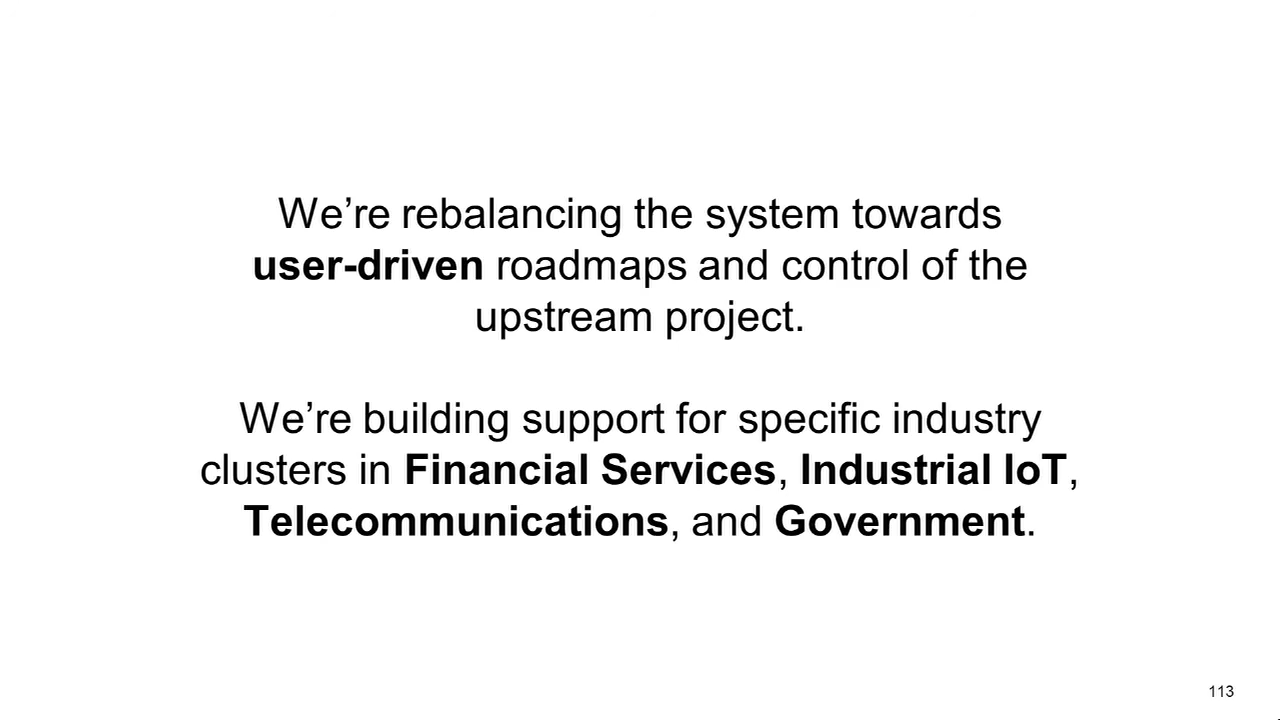 We’re rebalancing the system towards
user-driven roadmaps and control of the
upstream project.
We’re building support for specific industry
clusters in Financial Services, Industrial IoT,
Telecommunications, and Government.
113